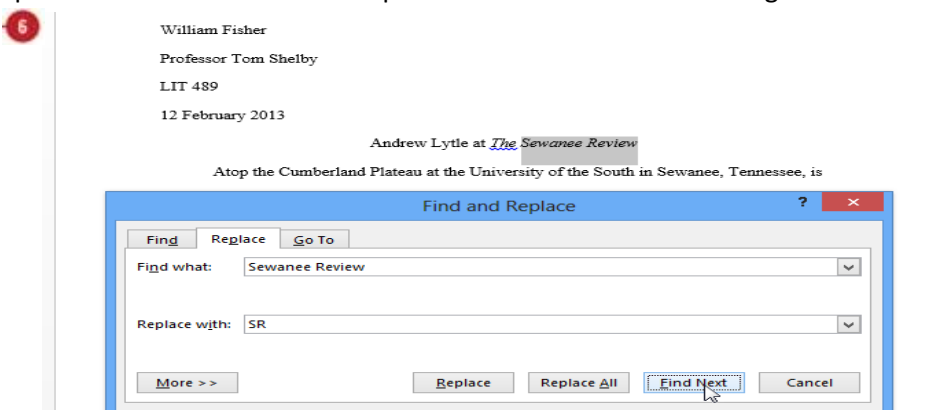 6
William Fisher
Professor Tom Shelby
LIT 489
12 February 2013
Andrew Lytle at The Sewanee Review
Atop the Cumberland Plateau at the University of the South in Sewanee, Tennessee, is
Find and Replace ? ×
Find Replace Go To
Find what: Sewanee Review
Replace with: SR
More >> Replace Replace All Find Next Cancel